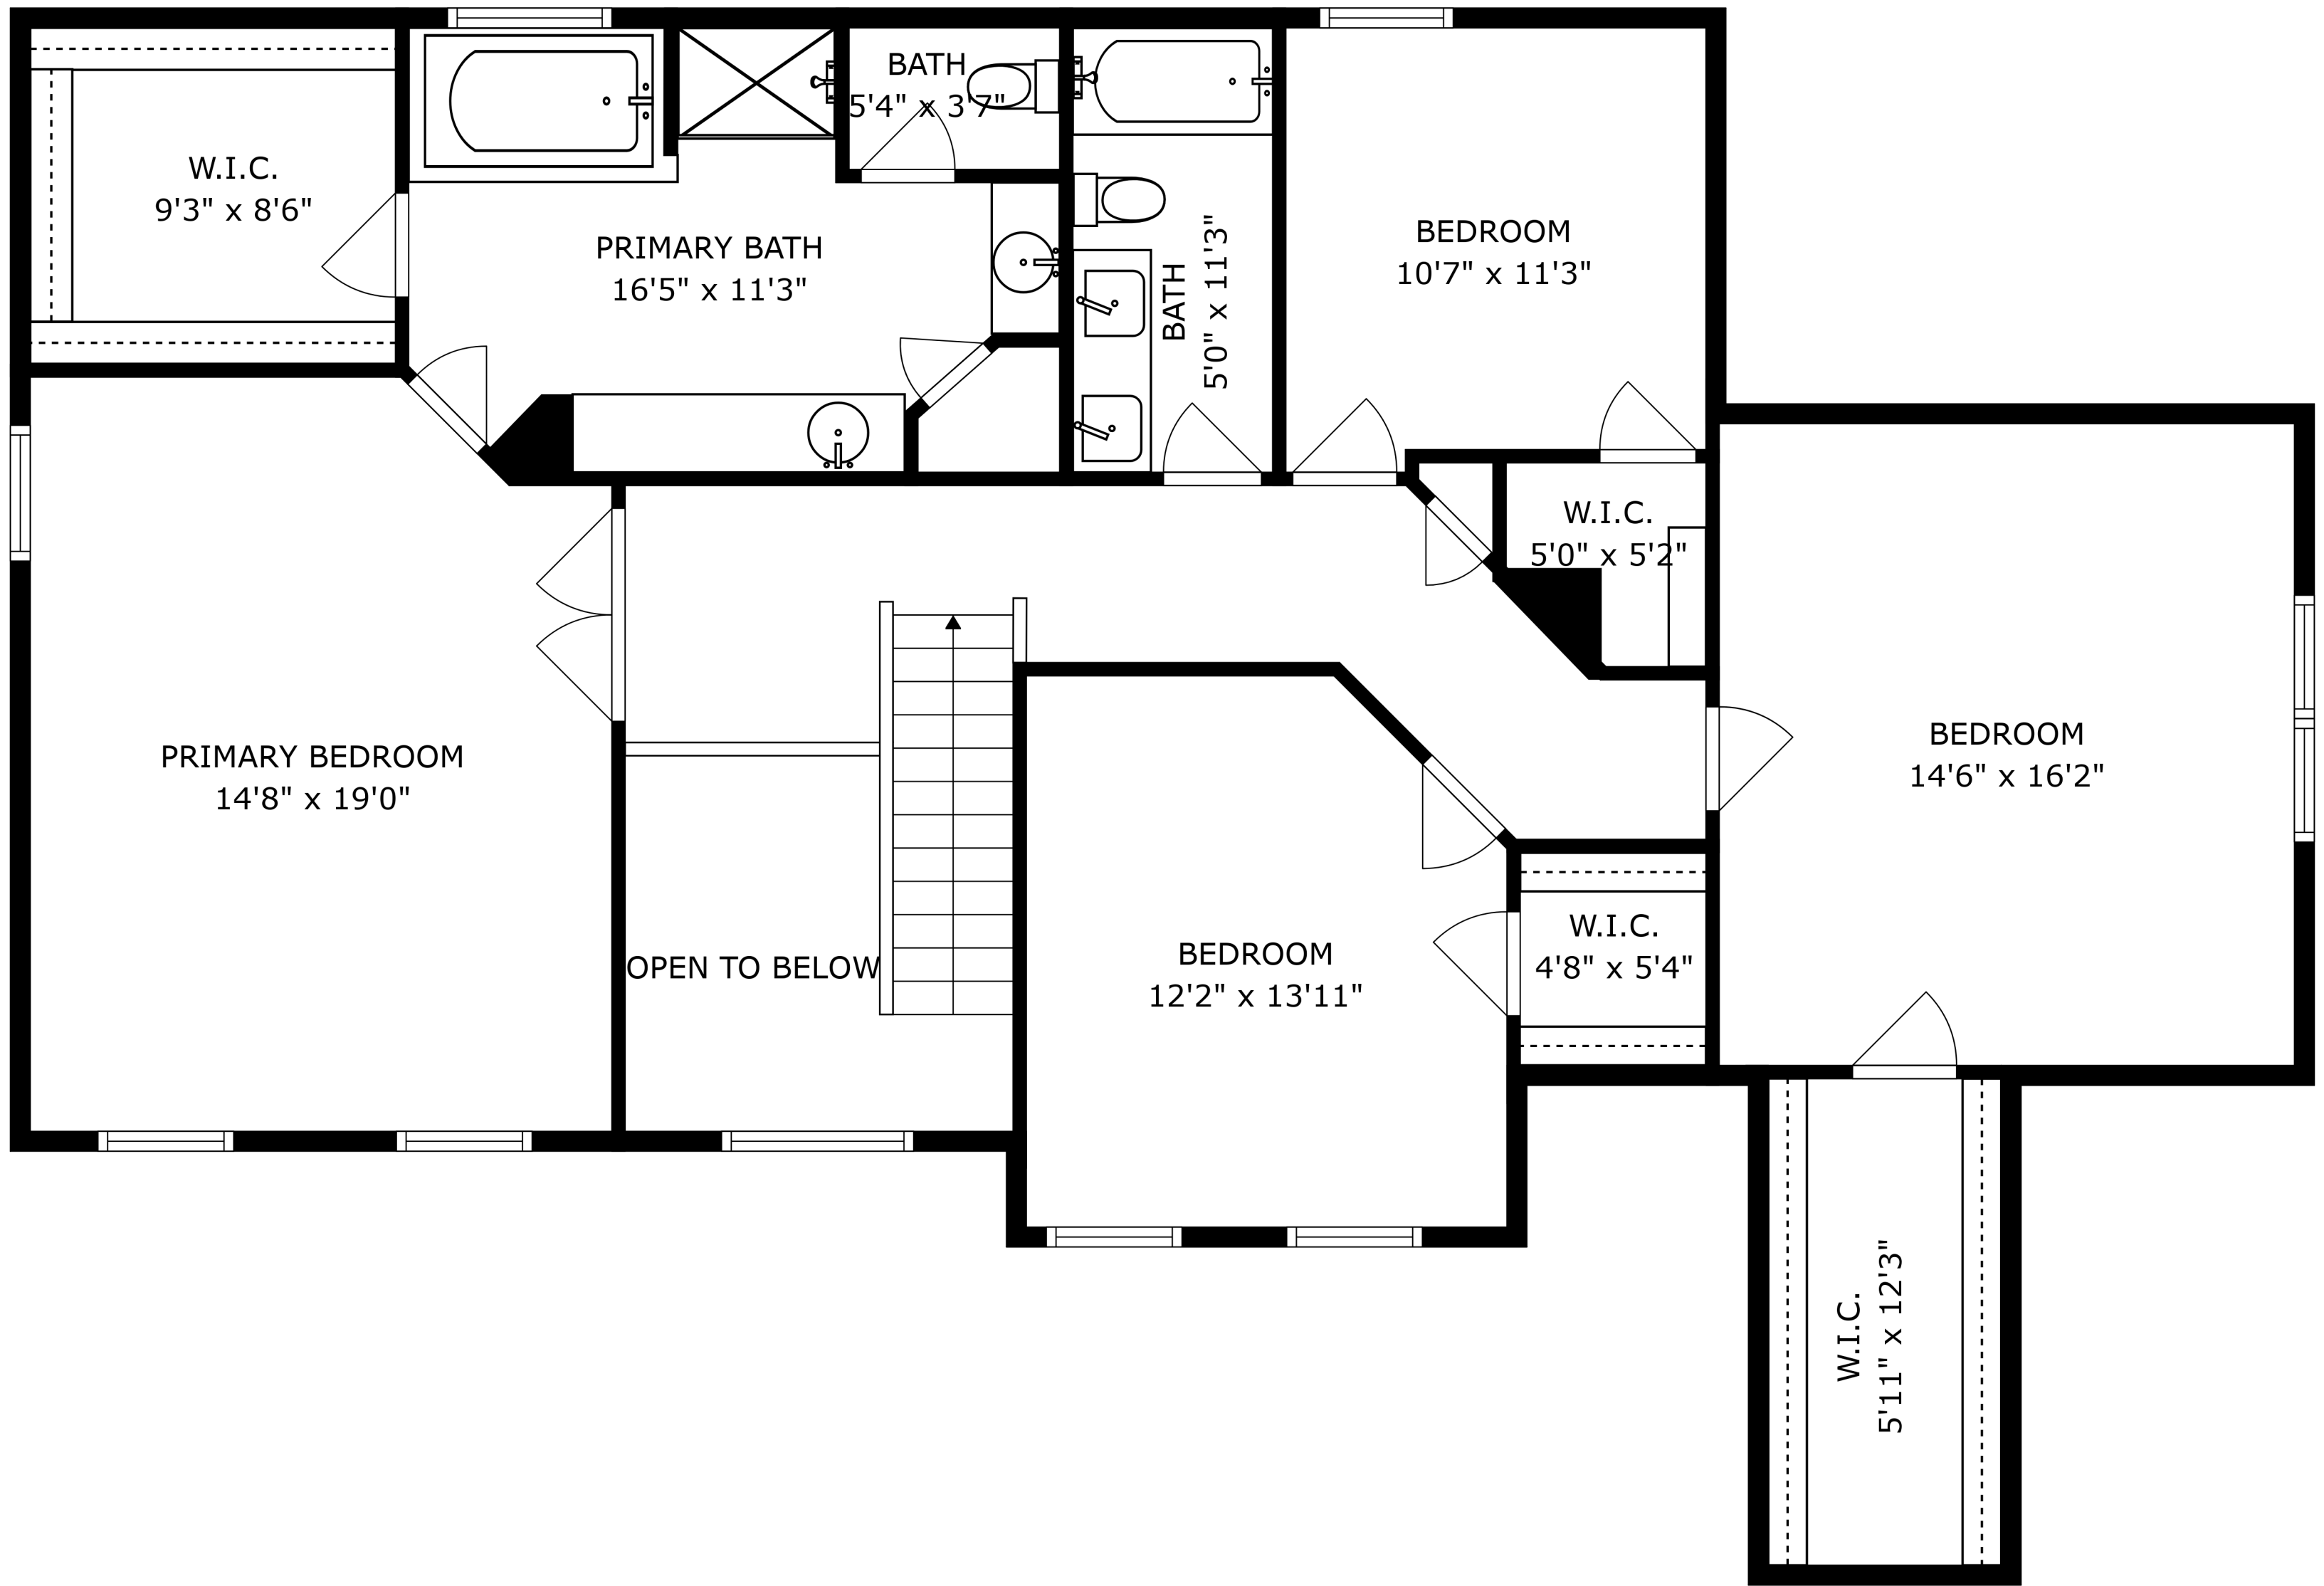 BATH
5'4" x 3'7"
W.I.C.
9'3" x 8'6"
PRIMARY BATH
16'5" x 11'3"
BATH
5'0" x 11'3"
BEDROOM
10'7" x 11'3"
W.I.C.
5'0" x 5'2"
PRIMARY BEDROOM
14'8" x 19'0"
BEDROOM
14'6" x 16'2"
OPEN TO BELOW
BEDROOM
12'2" x 13'11"
W.I.C.
4'8" x 5'4"
W.I.C.
5'11" x 12'3"